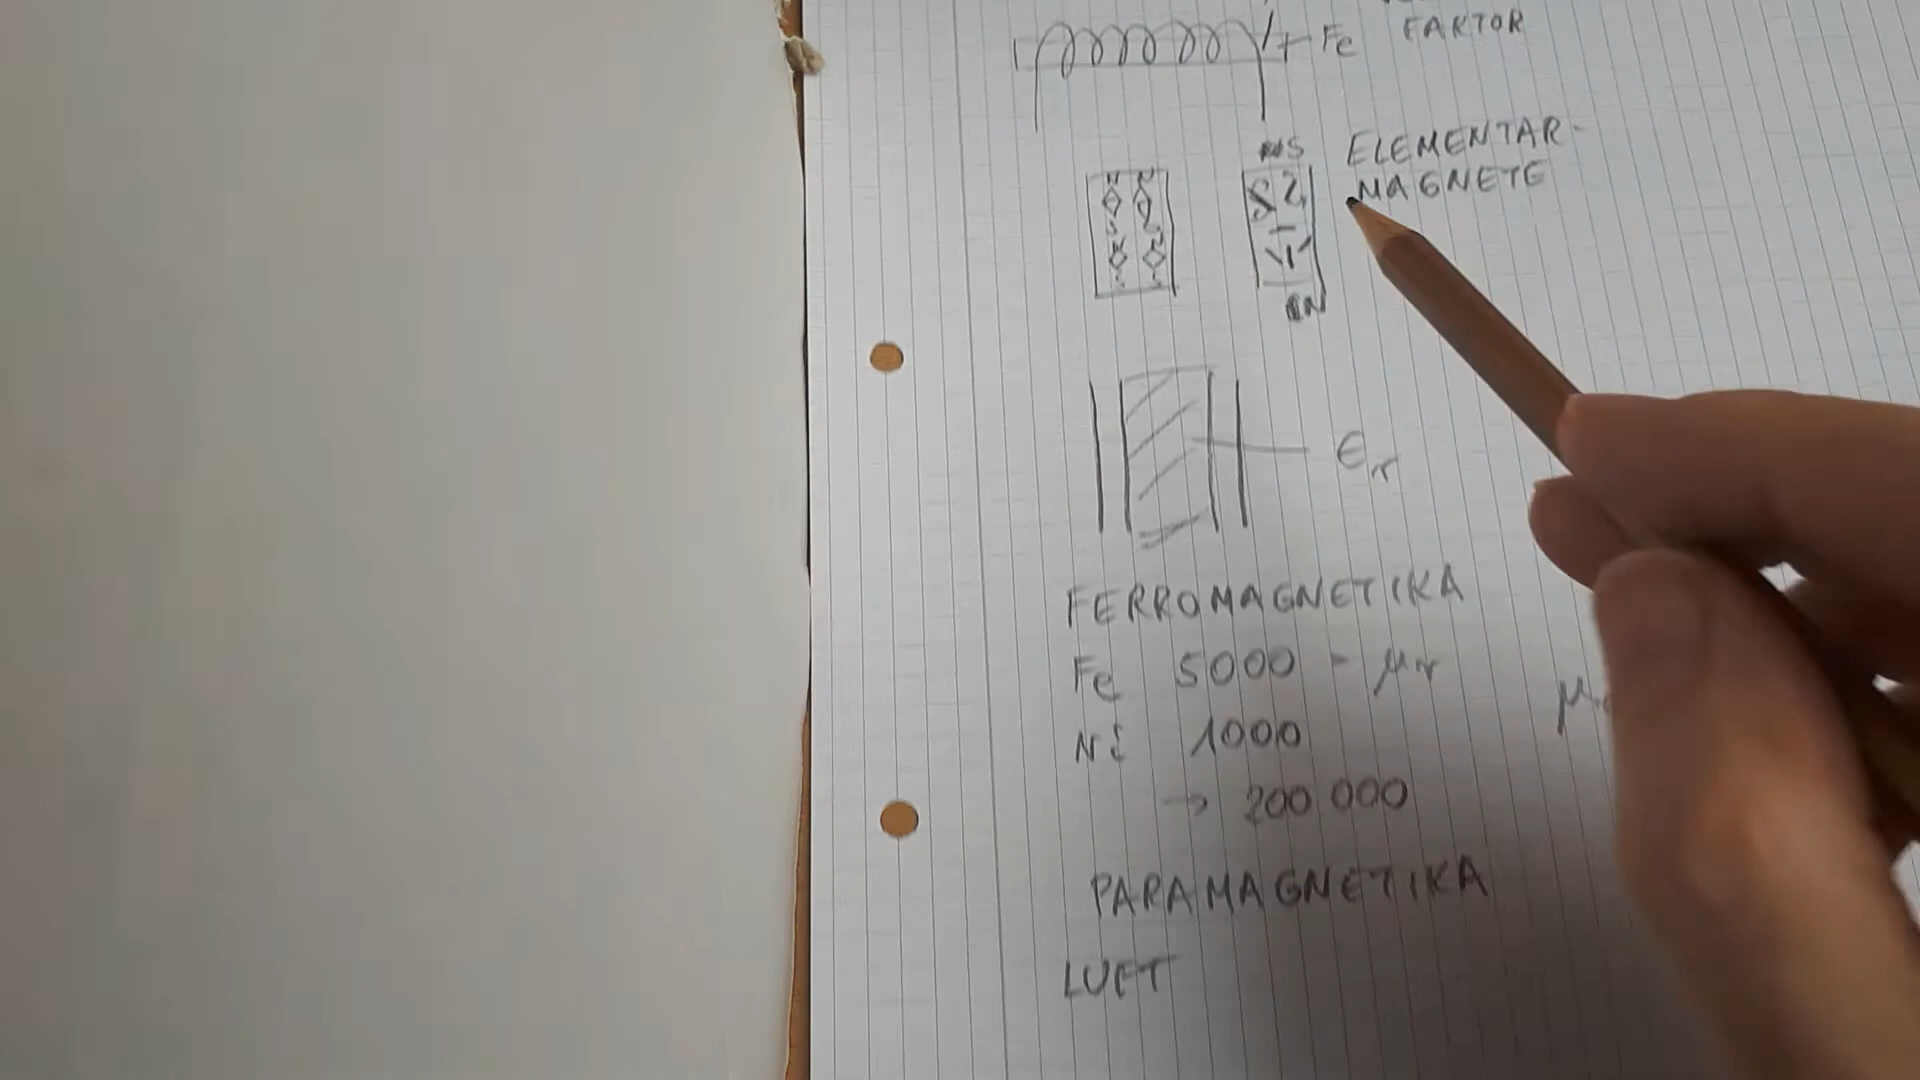 Fe FAKTOR
S ELEMENTAR-
MAGNETE
N
εr
FERROMAGNETIKA
Fe 5000 - μr
Ni 1000
→ 200 000
PARAMAGNETIKA
LUFT